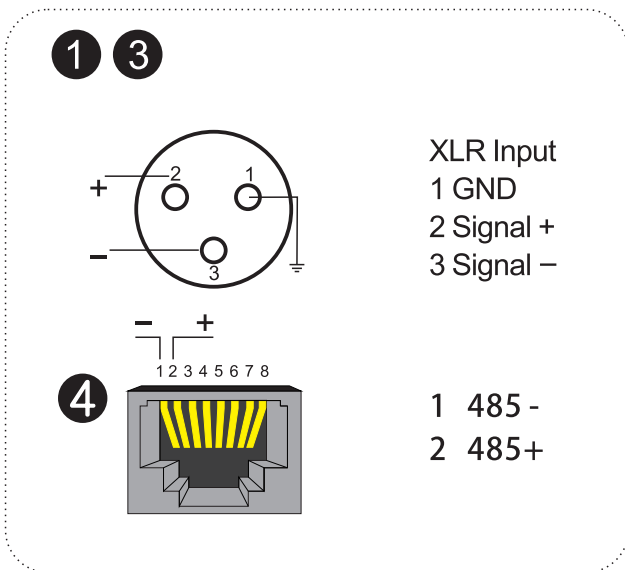 1 3
XLR Input
1 GND
2 Signal +
3 Signal −
+ 2 1
− 3
− +
1 2 3 4 5 6 7 8
4
1 485 -
2 485+